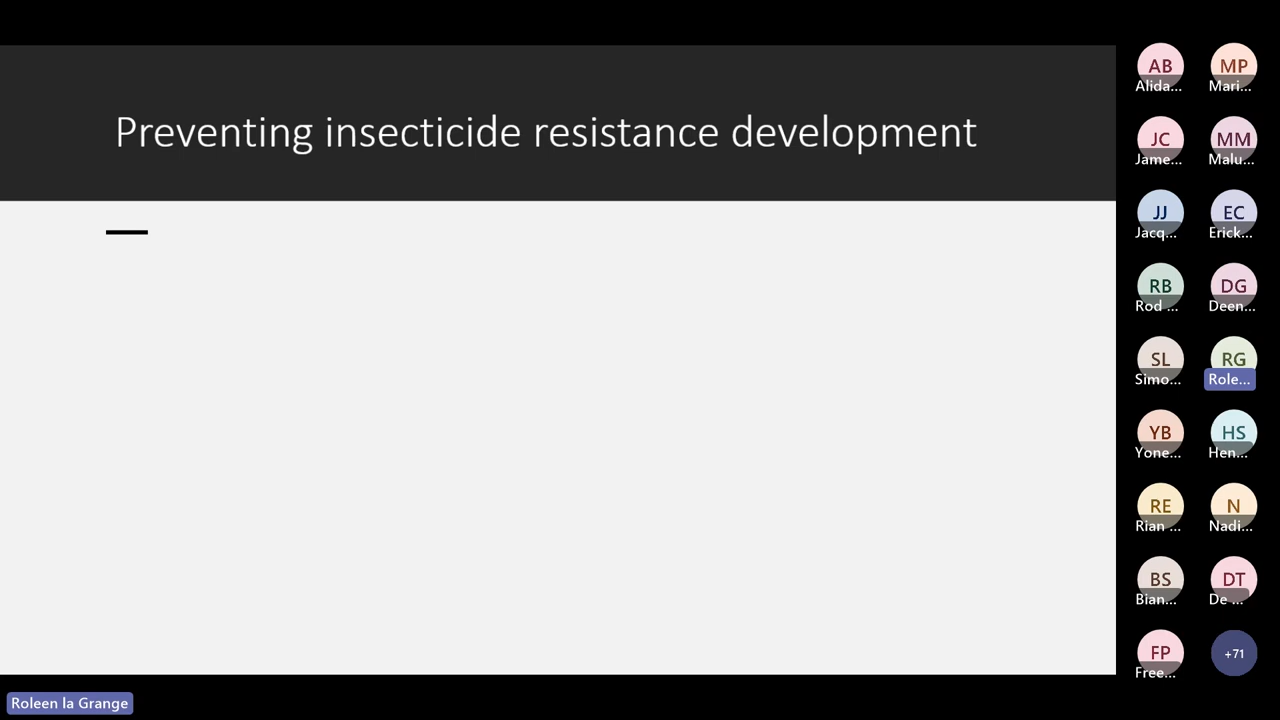 Preventing insecticide resistance development
AB
Alida...
MP
Mari...
JC
Jame...
MM
Malu...
JJ
Jacq...
EC
Erick...
RB
Rod ...
DG
Deen...
SL
Simo...
RG
Role...
YB
Yone...
HS
Hen...
RE
Rian ...
N
Nadi...
BS
Bian...
DT
De ...
FP
Free...
+71
Roleen la Grange